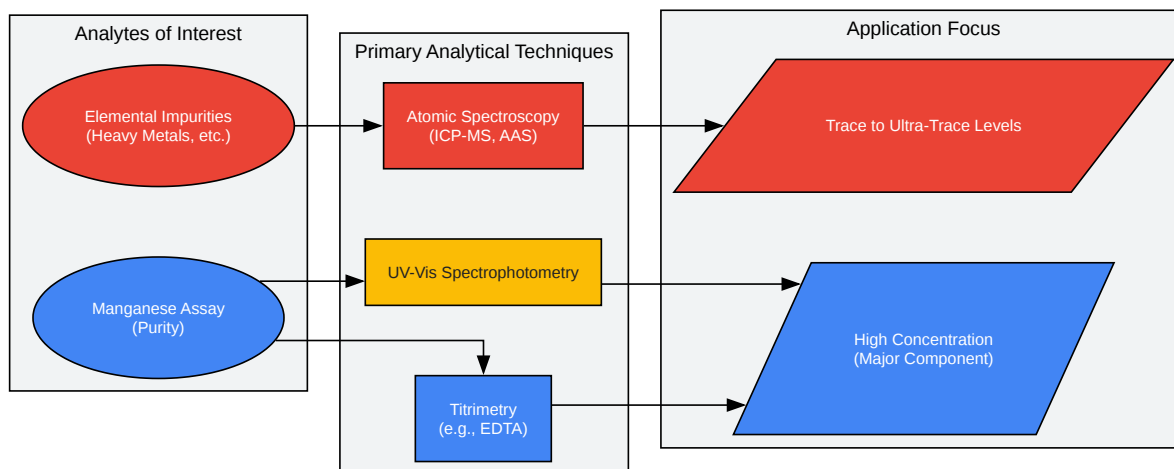 Analytes of Interest
Elemental Impurities
(Heavy Metals, etc.)
Manganese Assay
(Purity)
Primary Analytical Techniques
Atomic Spectroscopy
(ICP-MS, AAS)
UV-Vis Spectrophotometry
Titrimetry
(e.g., EDTA)
Application Focus
Trace to Ultra-Trace Levels
High Concentration
(Major Component)